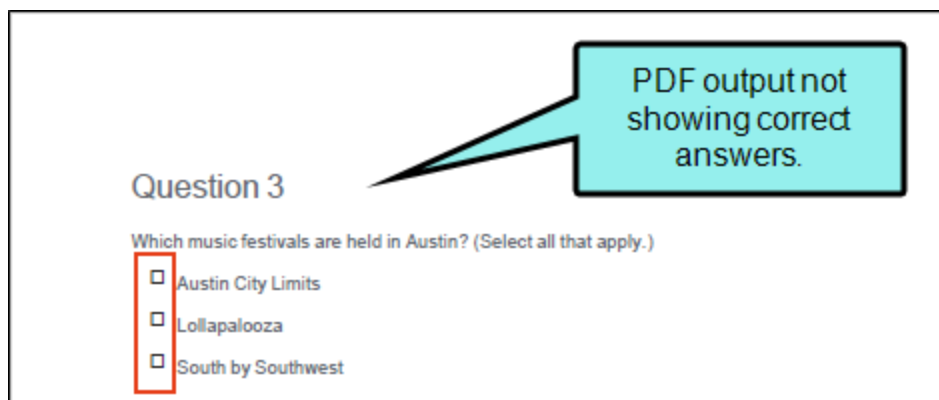 PDF output not
showing correct
answers.
Question 3
Which music festivals are held in Austin? (Select all that apply.)
Austin City Limits
Lollapalooza
South by Southwest